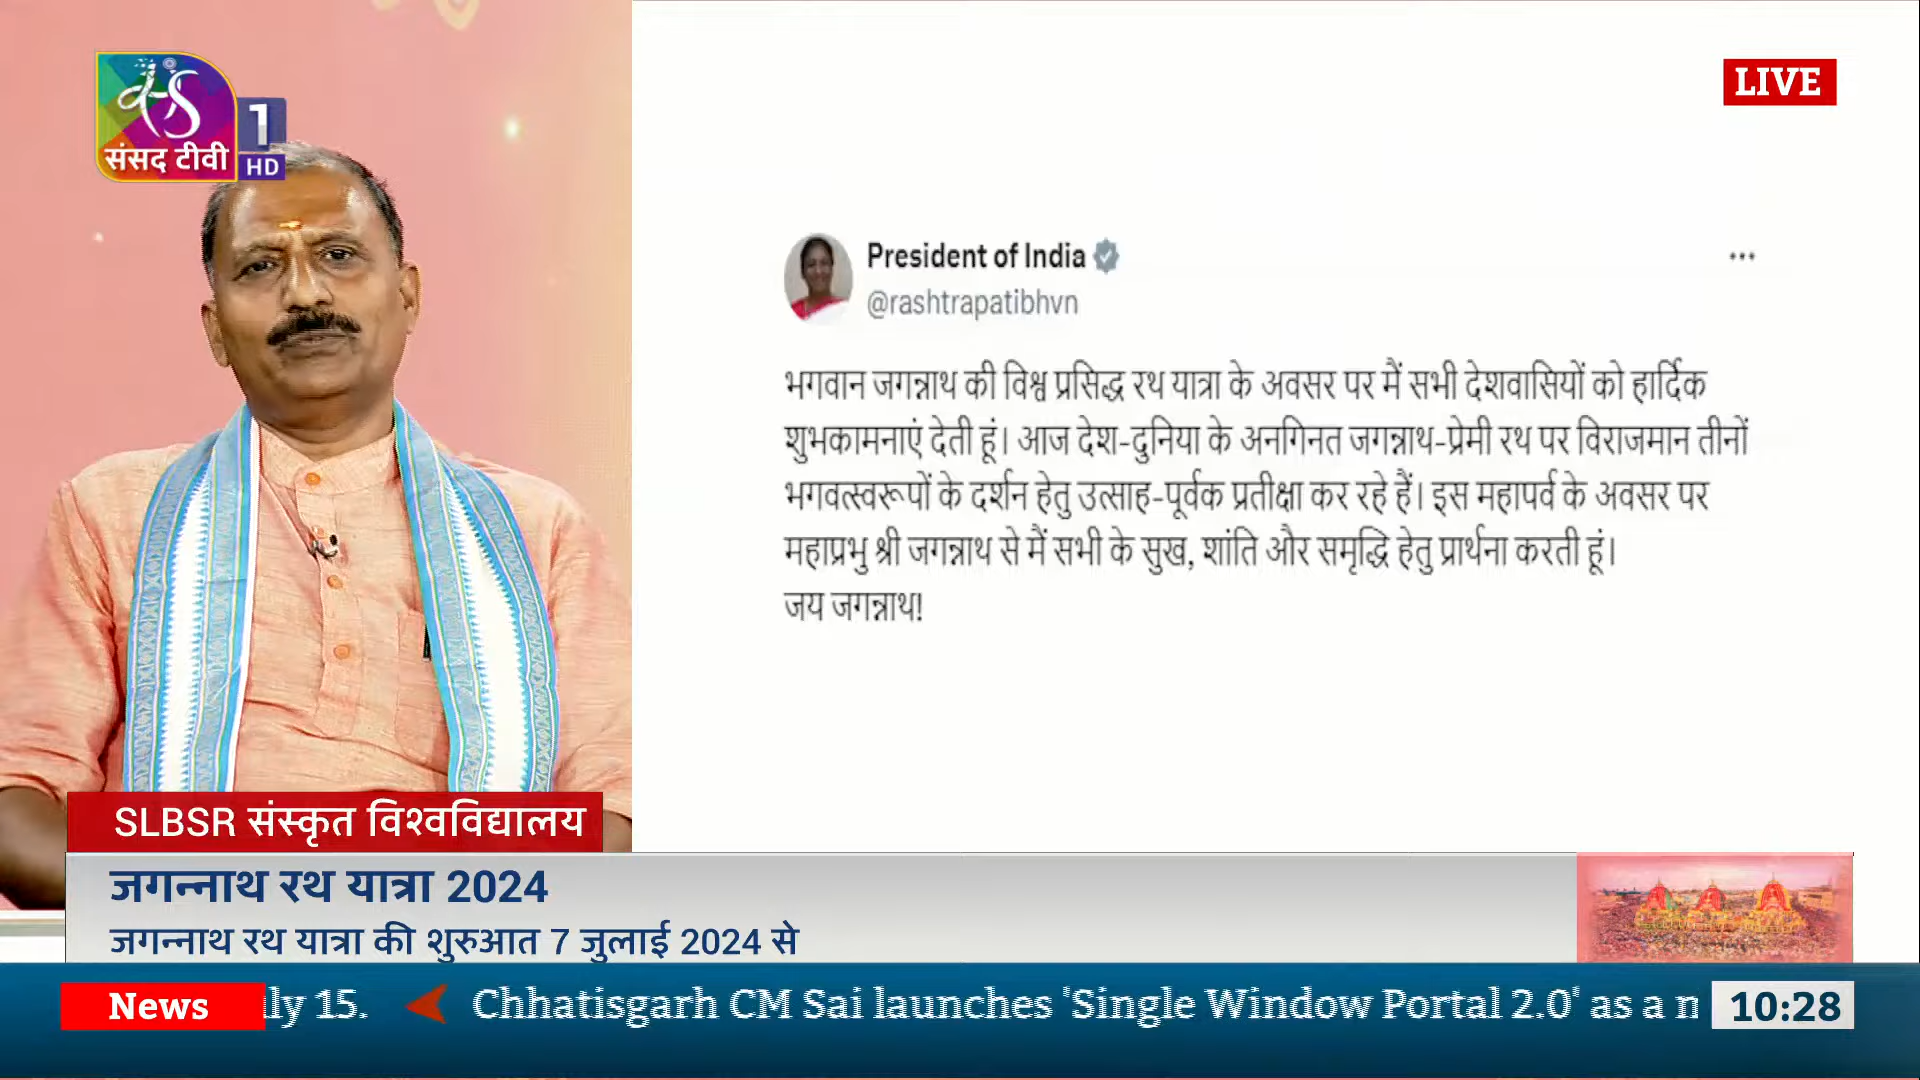 संसद टीवी
1
HD
LIVE
President of India
@rashtrapatibhvn
भगवान जगन्नाथ की विश्व प्रसिद्ध रथ यात्रा के अवसर पर मैं सभी देशवासियों को हार्दिक
शुभकामनाएं देती हूं। आज देश-दुनिया के अनगिनत जगन्नाथ-प्रेमी रथ पर विराजमान तीनों
भगवत्स्वरूपों के दर्शन हेतु उत्साह-पूर्वक प्रतीक्षा कर रहे हैं। इस महापर्व के अवसर पर
महाप्रभु श्री जगन्नाथ से मैं सभी के सुख, शांति और समृद्धि हेतु प्रार्थना करती हूं।
जय जगन्नाथ!
SLBSR संस्कृत विश्वविद्यालय
जगन्नाथ रथ यात्रा 2024
जगन्नाथ रथ यात्रा की शुरुआत 7 जुलाई 2024 से
News ly 15. Chhatisgarh CM Sai launches 'Single Window Portal 2.0' as a n 10:28